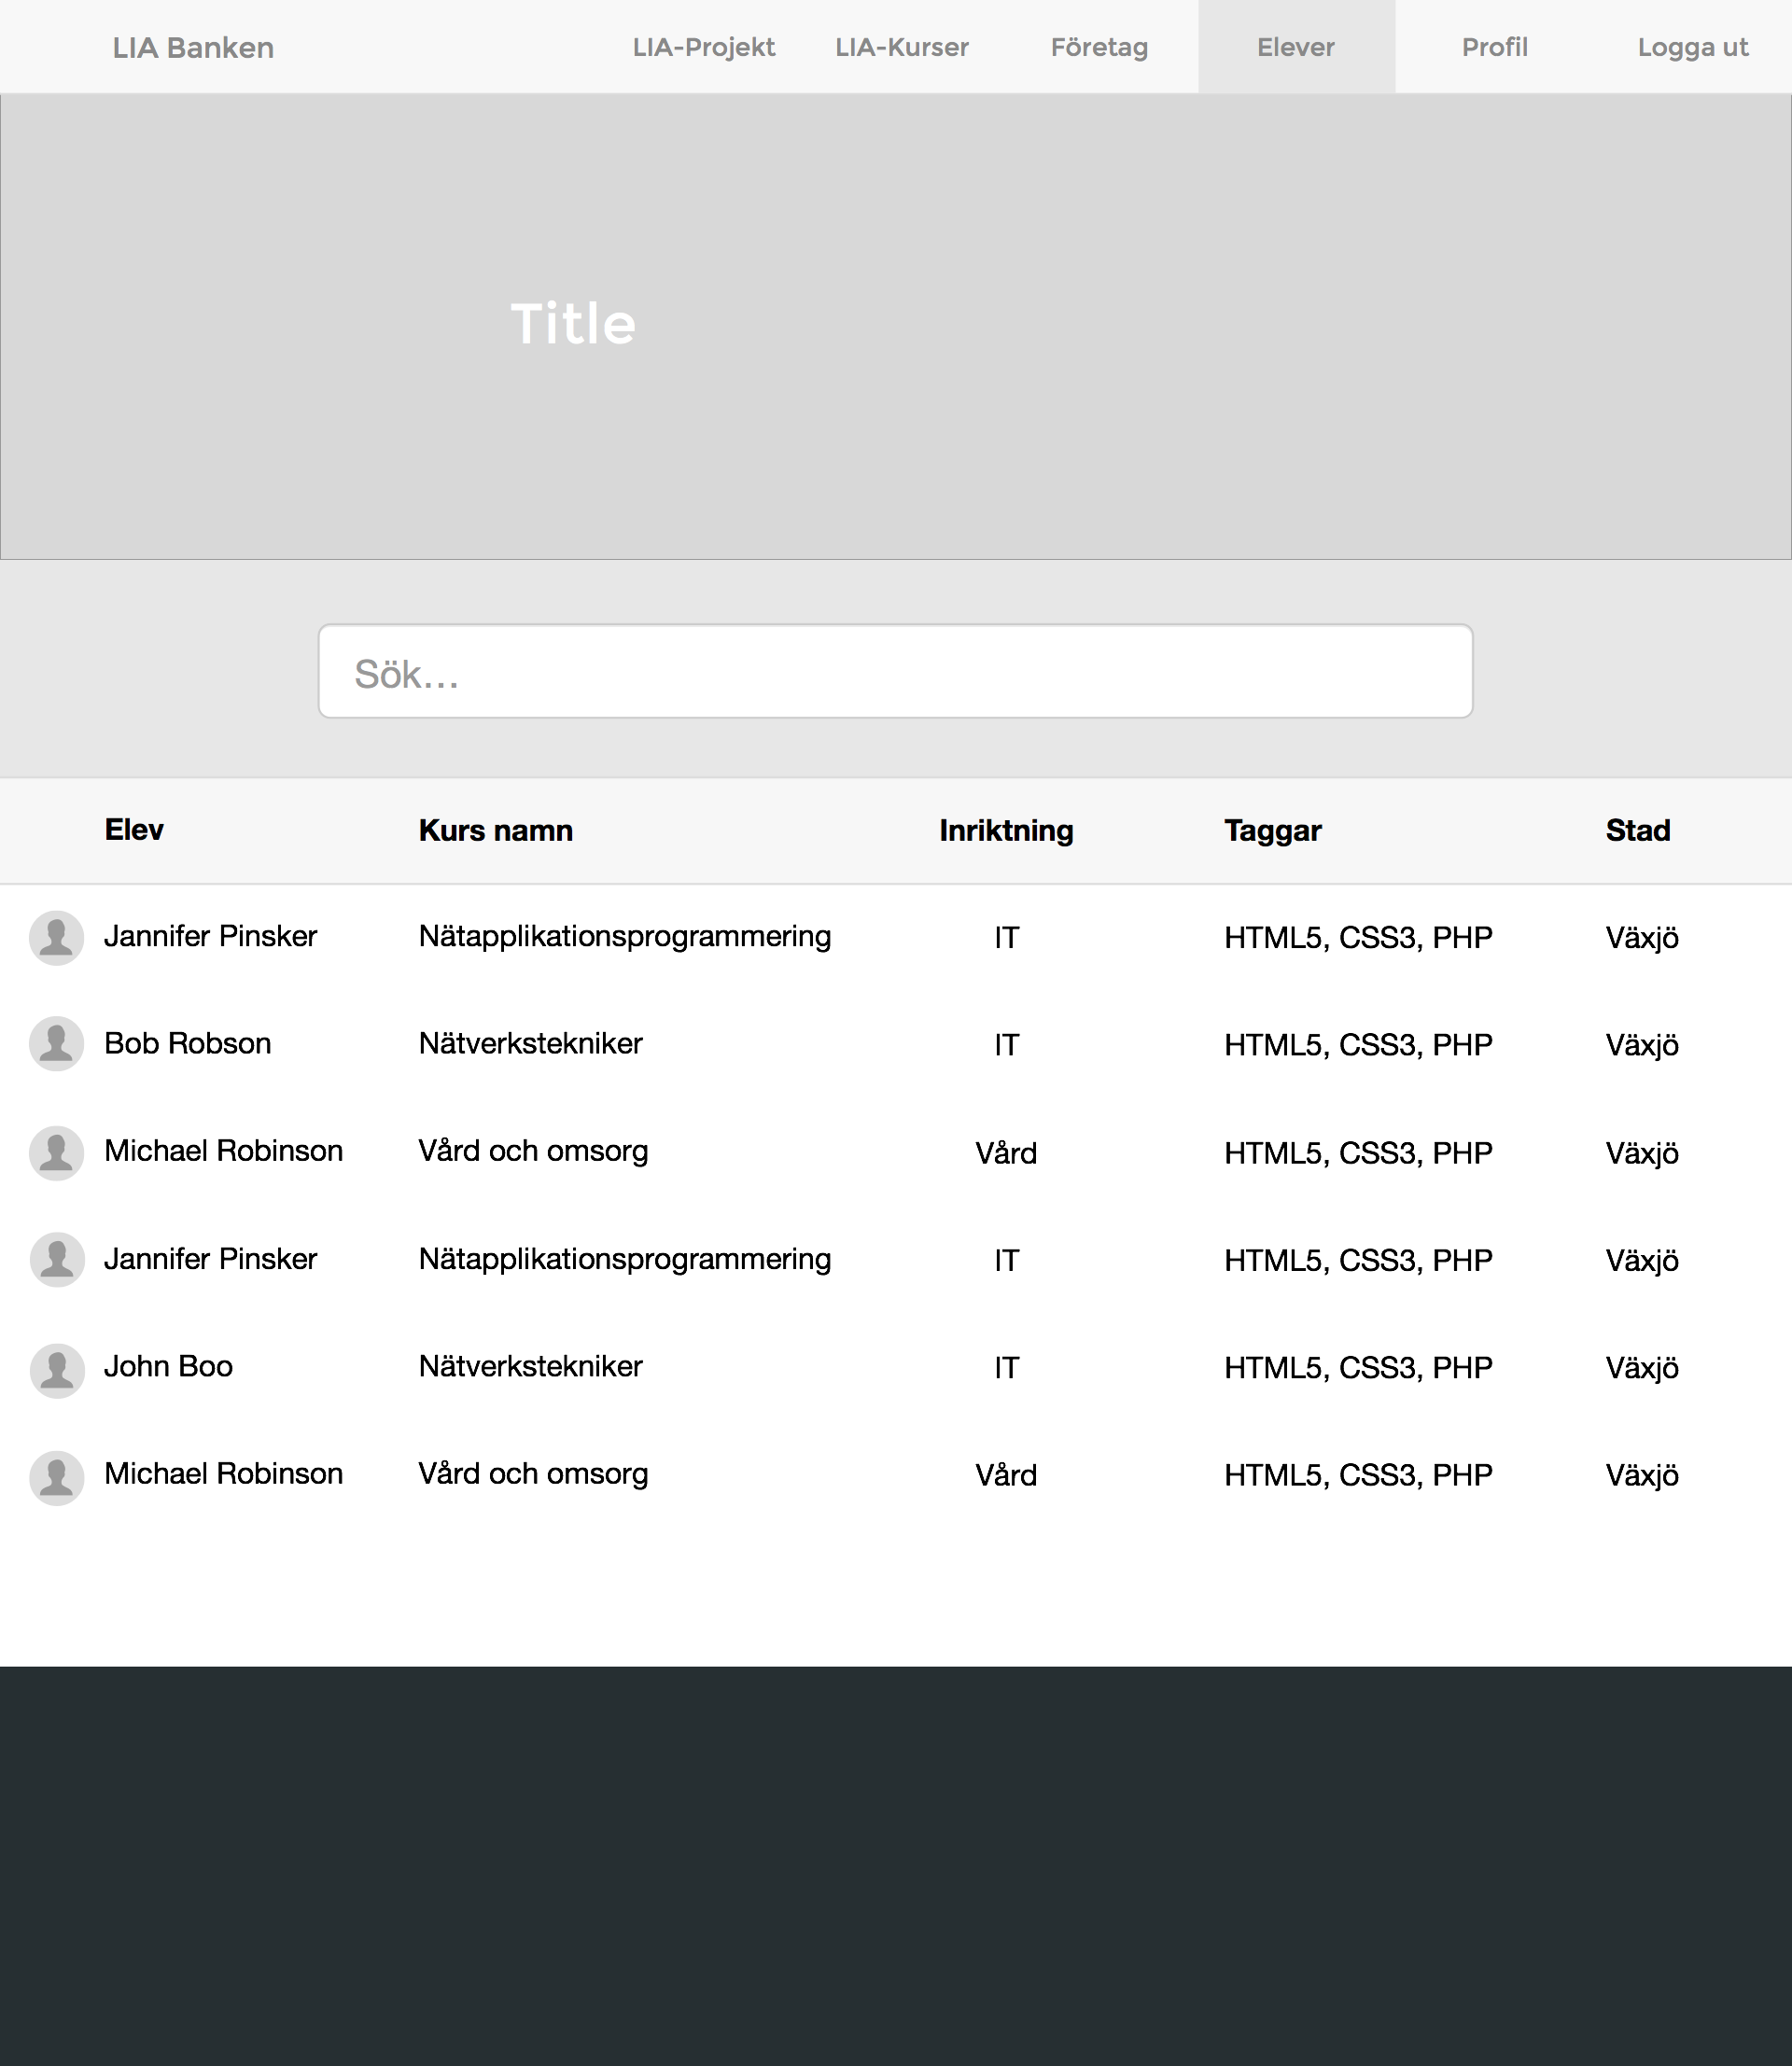 LIA Banken LIA-Projekt LIA-Kurser Företag Elever Profil Logga ut
Title
Sök...
Elev Kurs namn Inriktning Taggar Stad
Jannifer Pinsker Nätapplikationsprogrammering IT HTML5, CSS3, PHP Växjö
Bob Robson Nätverkstekniker IT HTML5, CSS3, PHP Växjö
Michael Robinson Vård och omsorg Vård HTML5, CSS3, PHP Växjö
Jannifer Pinsker Nätapplikationsprogrammering IT HTML5, CSS3, PHP Växjö
John Boo Nätverkstekniker IT HTML5, CSS3, PHP Växjö
Michael Robinson Vård och omsorg Vård HTML5, CSS3, PHP Växjö